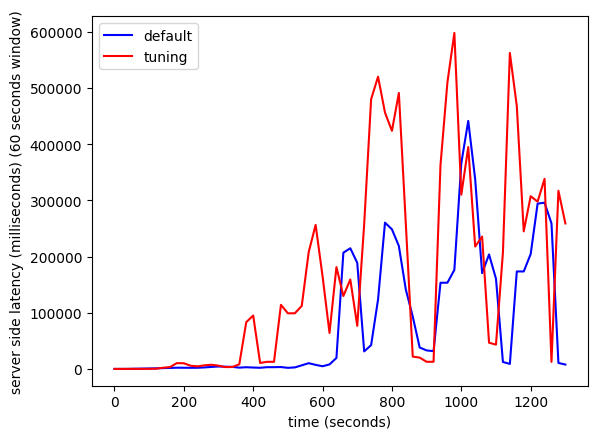 server side latency (milliseconds) (60 seconds window)
600000
500000
400000
300000
200000
100000
0
default
tuning
0 200 400 600 800 1000 1200
time (seconds)